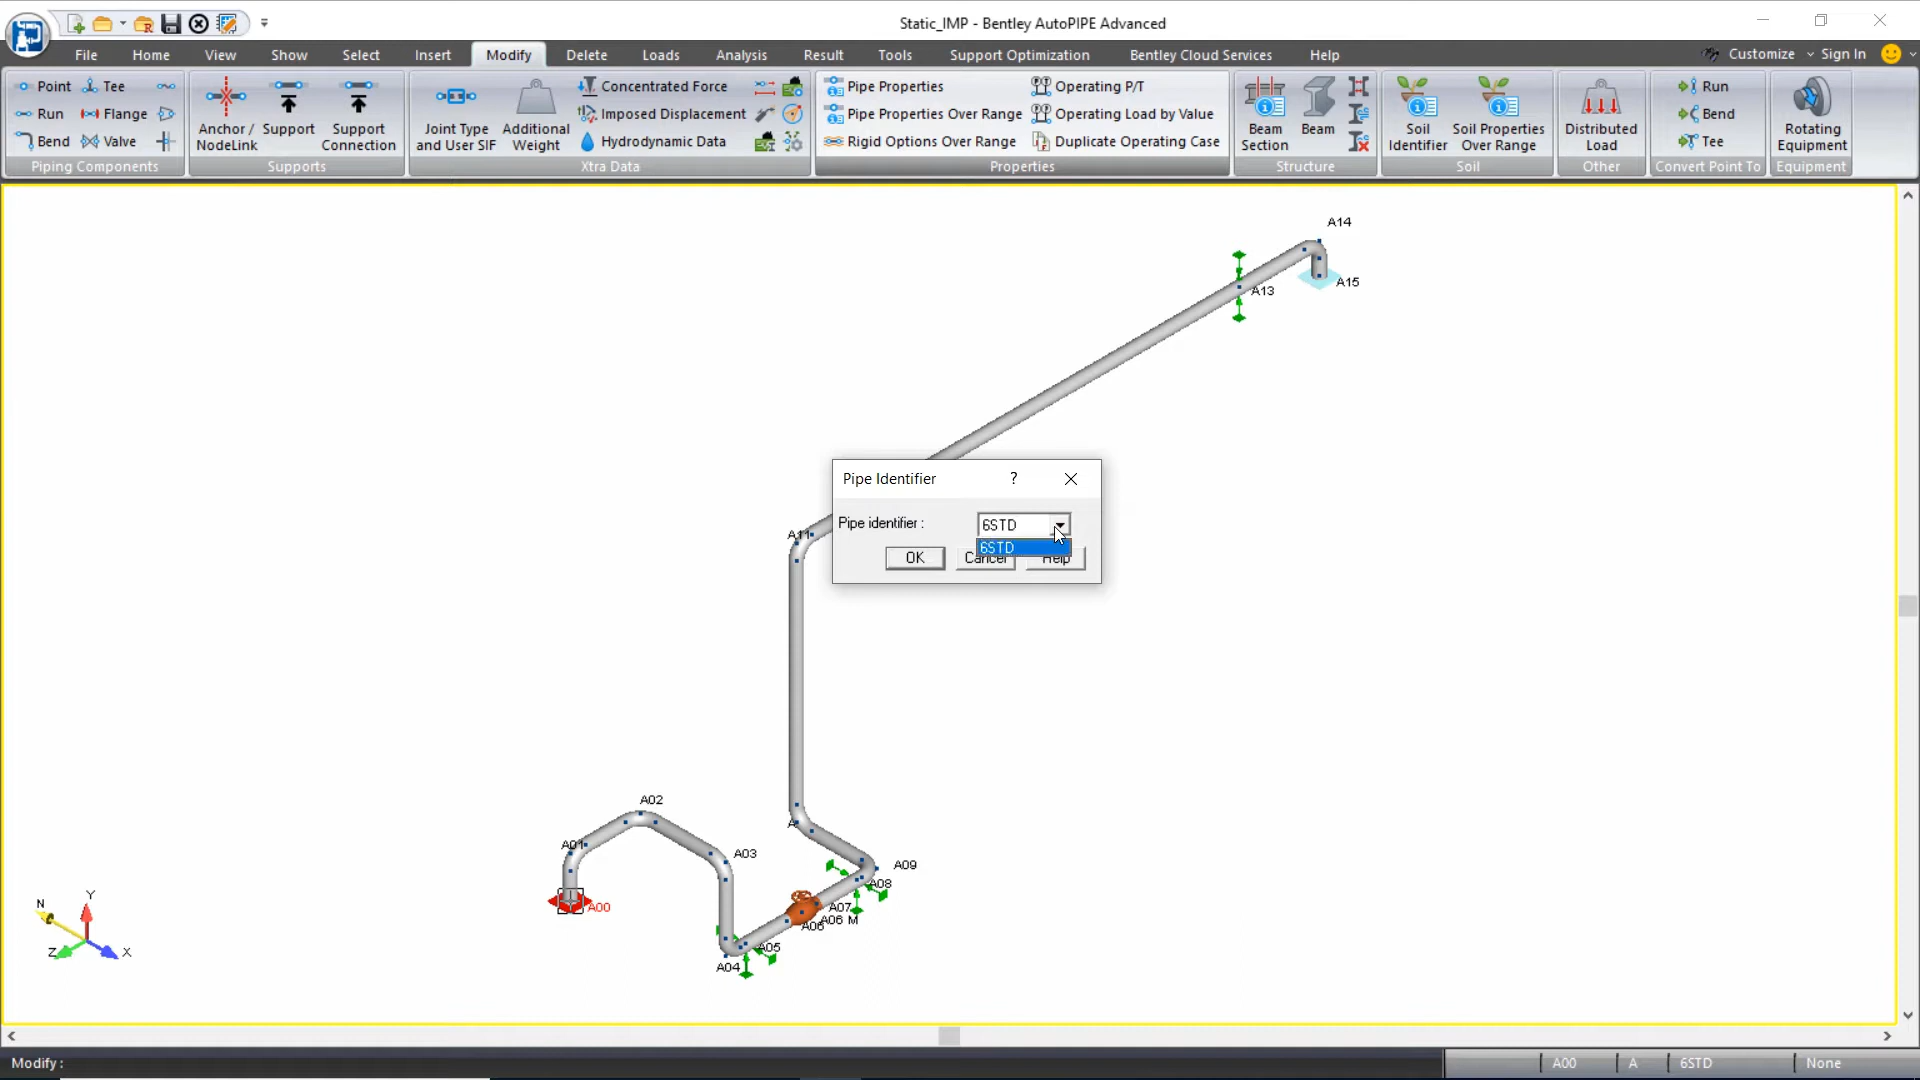 Static_IMP - Bentley AutoPIPE Advanced
File Home View Show Select Insert Modify Delete Loads Analysis Result Tools Support Optimization Bentley Cloud Services Help Customize Sign In
Point Tee
Run Flange
Bend Valve
Piping Components
Anchor / NodeLink
Support
Support Connection
Supports
Joint Type and User SIF
Additional Weight
Concentrated Force
Imposed Displacement
Hydrodynamic Data
Xtra Data
Pipe Properties
Pipe Properties Over Range
Rigid Options Over Range
Operating P/T
Operating Load by Value
Duplicate Operating Case
Properties
Beam Section
Beam
Structure
Soil Identifier
Soil Properties Over Range
Soil
Distributed Load
Other
Run
Bend
Tee
Convert Point To
Rotating Equipment
Equipment
A14
A15
A13
Pipe Identifier ?
Pipe identifier :
6STD
6STD
OK Cancel Help
A11
A02
A01
A03
A
A09
A08
A07
A06 M
A06
A05
A04
A00
N
Y
Z
X
Modify :
A00 A 6STD None